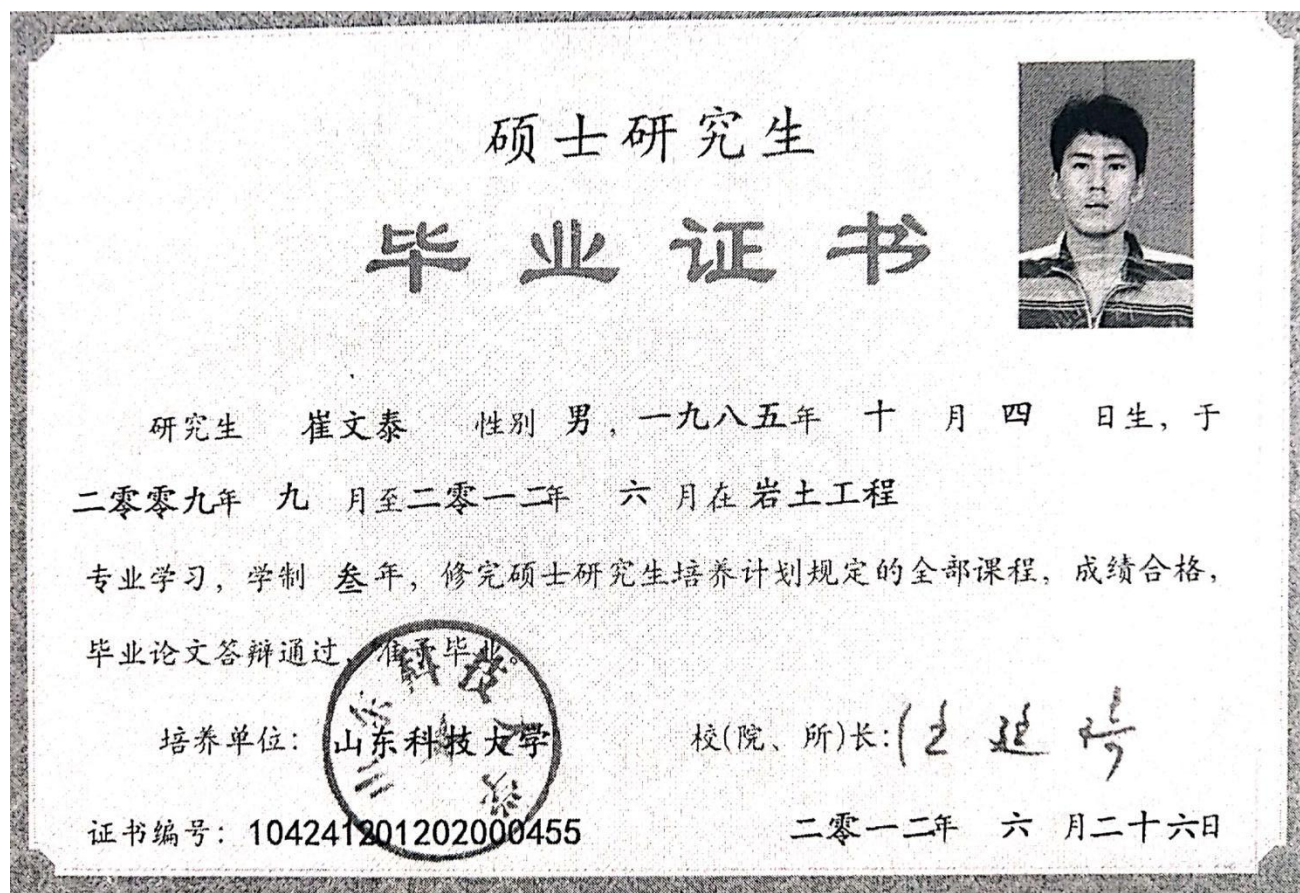 硕士研究生
毕业证书
研究生 崔文泰 性别 男，一九八五年 十 月 四 日生，于
二零零九年 九 月至二零一二年 六 月在 岩土工程
专业学习，学制 叁年，修完硕士研究生培养计划规定的全部课程，成绩合格，
毕业论文答辩通过，准予毕业。
培养单位：山东科技大学 校(院、所)长:
证书编号：104241201202000455 二零一二年 六 月二十六日